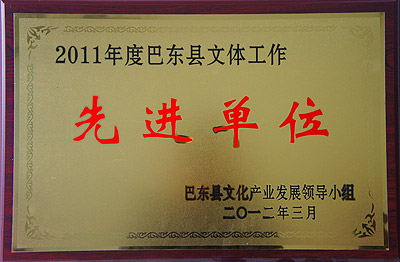 2011年度巴东县文体工作
先进单位
巴东县文化产业发展领导小组
二〇一二年三月